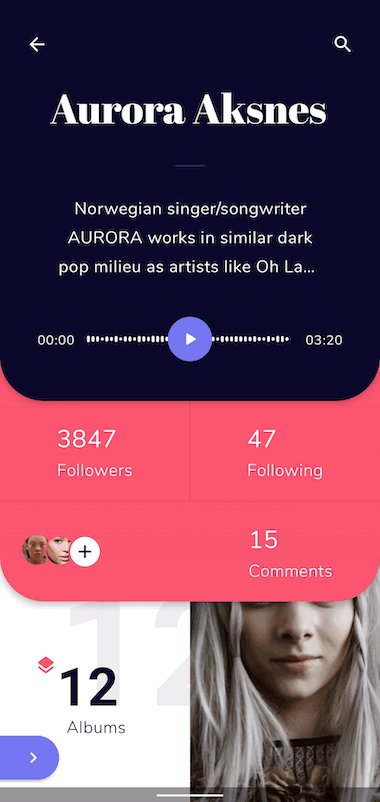 Aurora Aksnes
Norwegian singer/songwriter
AURORA works in similar dark
pop milieu as artists like Oh La...
00:00
03:20
3847
47
Followers
Following
15
Comments
12
12
Albums